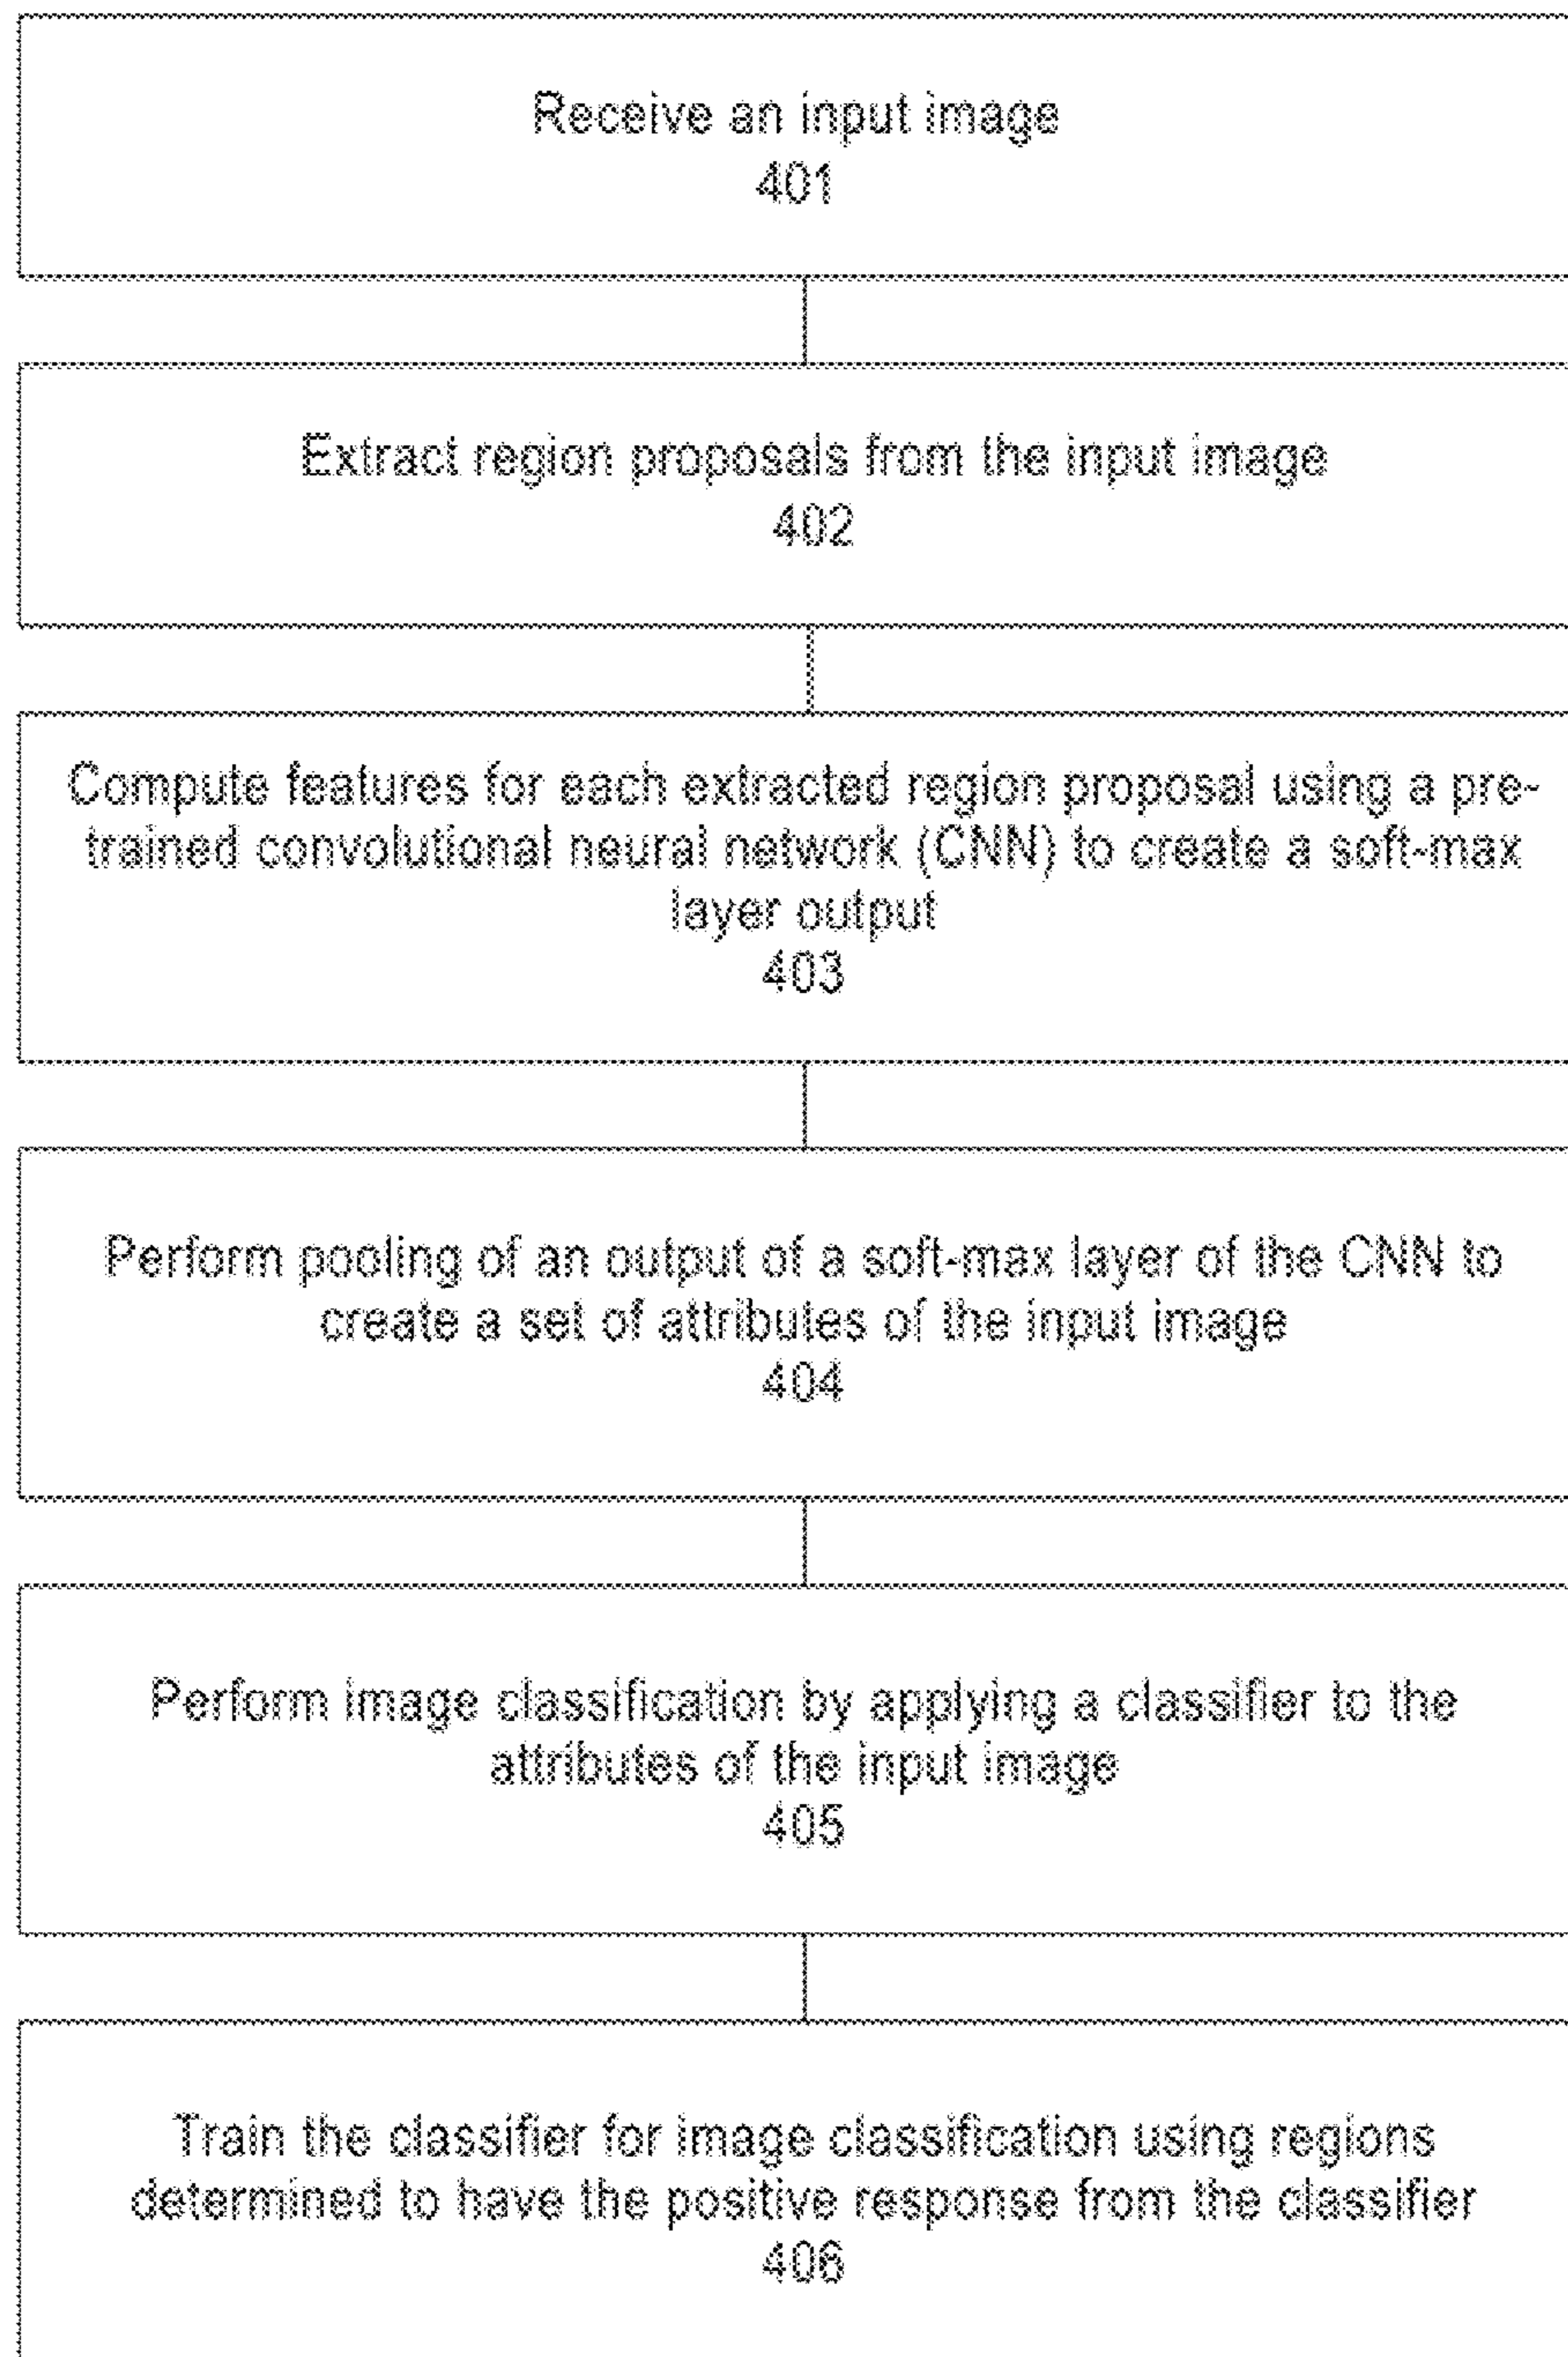 Receive an input image
401
Extract region proposals from the input image
402
Compute features for each extracted region proposal using a pre-
trained convolutional neural network (CNN) to create a soft-max
layer output
403
Perform pooling of an output of a soft-max layer of the CNN to
create a set of attributes of the input image
404
Perform image classification by applying a classifier to the
attributes of the input image
405
Train the classifier for image classification using regions
determined to have the positive response from the classifier
406